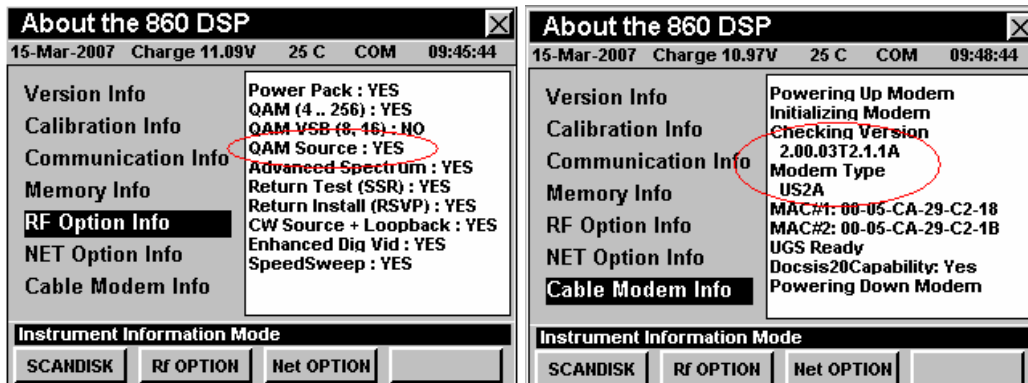 About the 860 DSP
15-Mar-2007 Charge 11.09V 25 C COM 09:45:44
Version Info
Calibration Info
Communication Info
Memory Info
RF Option Info
NET Option Info
Cable Modem Info
Power Pack : YES
QAM (4 .. 256) : YES
QAM VSB (8, 16) : NO
QAM Source : YES
Advanced Spectrum : YES
Return Test (SSR) : YES
Return Install (RSVP) : YES
CW Source + Loopback : YES
Enhanced Dig Vid : YES
SpeedSweep : YES
Instrument Information Mode
SCANDISK Rf OPTION Net OPTION
About the 860 DSP
15-Mar-2007 Charge 10.97V 25 C COM 09:48:44
Version Info
Calibration Info
Communication Info
Memory Info
RF Option Info
NET Option Info
Cable Modem Info
Powering Up Modem
Initializing Modem
Checking Version
2.00.03T2.1.1A
Modem Type
US2A
MAC#1: 00-05-CA-29-C2-18
MAC#2: 00-05-CA-29-C2-1B
UGS Ready
Docsis20Capability: Yes
Powering Down Modem
Instrument Information Mode
SCANDISK Rf OPTION Net OPTION